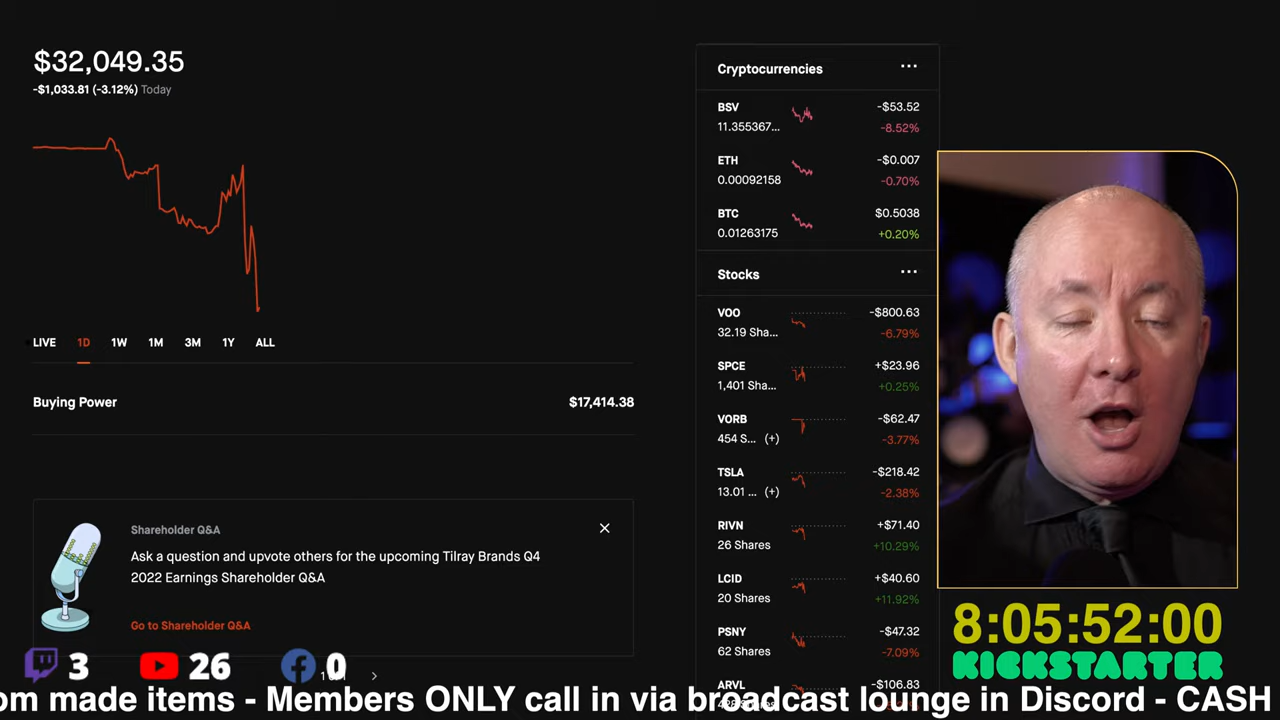 $32,049.35
-$1,033.81 (-3.12%) Today
LIVE 1D 1W 1M 3M 1Y ALL
Buying Power $17,414.38
Shareholder Q&A
Ask a question and upvote others for the upcoming Tilray Brands Q4
2022 Earnings Shareholder Q&A
Go to Shareholder Q&A
Cryptocurrencies
BSV -$53.52
11.355367... -8.52%
ETH -$0.007
0.00092158 -0.70%
BTC $0.5038
0.01263175 +0.20%
Stocks
VOO -$800.63
32.19 Sha... -6.79%
SPCE +$23.96
1,401 Sha... +0.25%
VORB -$62.47
454 S... (+) -3.77%
TSLA -$218.42
13.01 ... (+) -2.38%
RIVN +$71.40
26 Shares +10.29%
LCID +$40.60
20 Shares +11.92%
PSNY -$47.32
62 Shares -7.09%
ARVL -$106.83
8:05:52:00
KICKSTARTER
3 26 0
om made items - Members ONLY call in via broadcast lounge in Discord - CASH